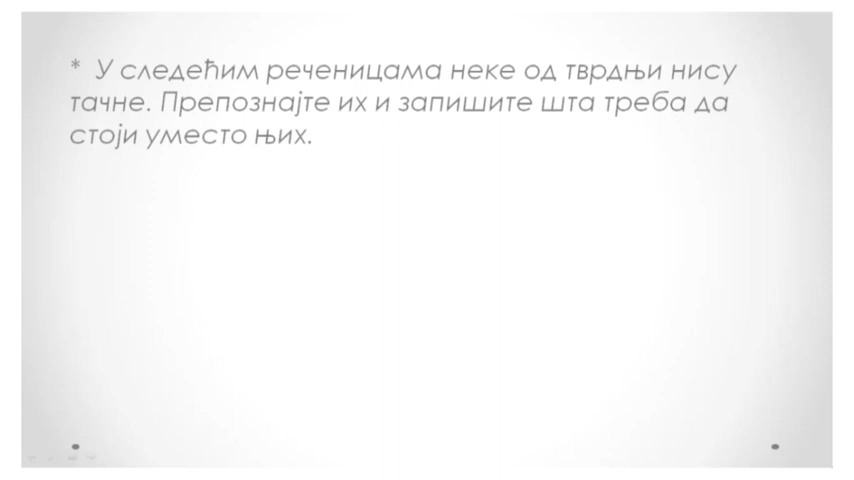 * У следећим реченицама неке од тврдњи нису
тачне. Препознајте их и запишите шта треба да
стоји уместо њих.